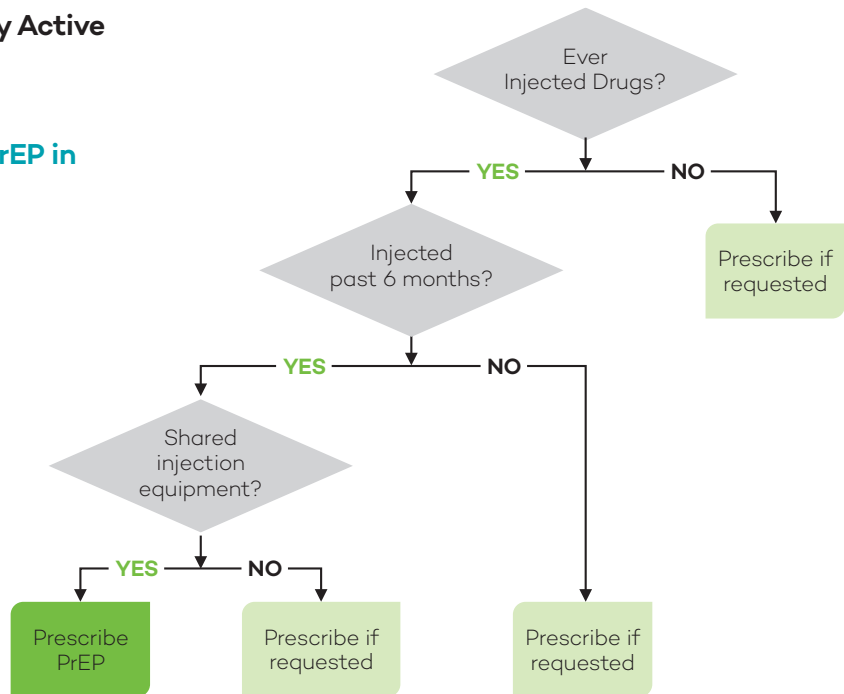 y Active
rEP in
Ever
Injected Drugs?
YES
NO
Injected
past 6 months?
Prescribe if
requested
YES
NO
Shared
injection
equipment?
YES
NO
Prescribe
PrEP
Prescribe if
requested
Prescribe if
requested